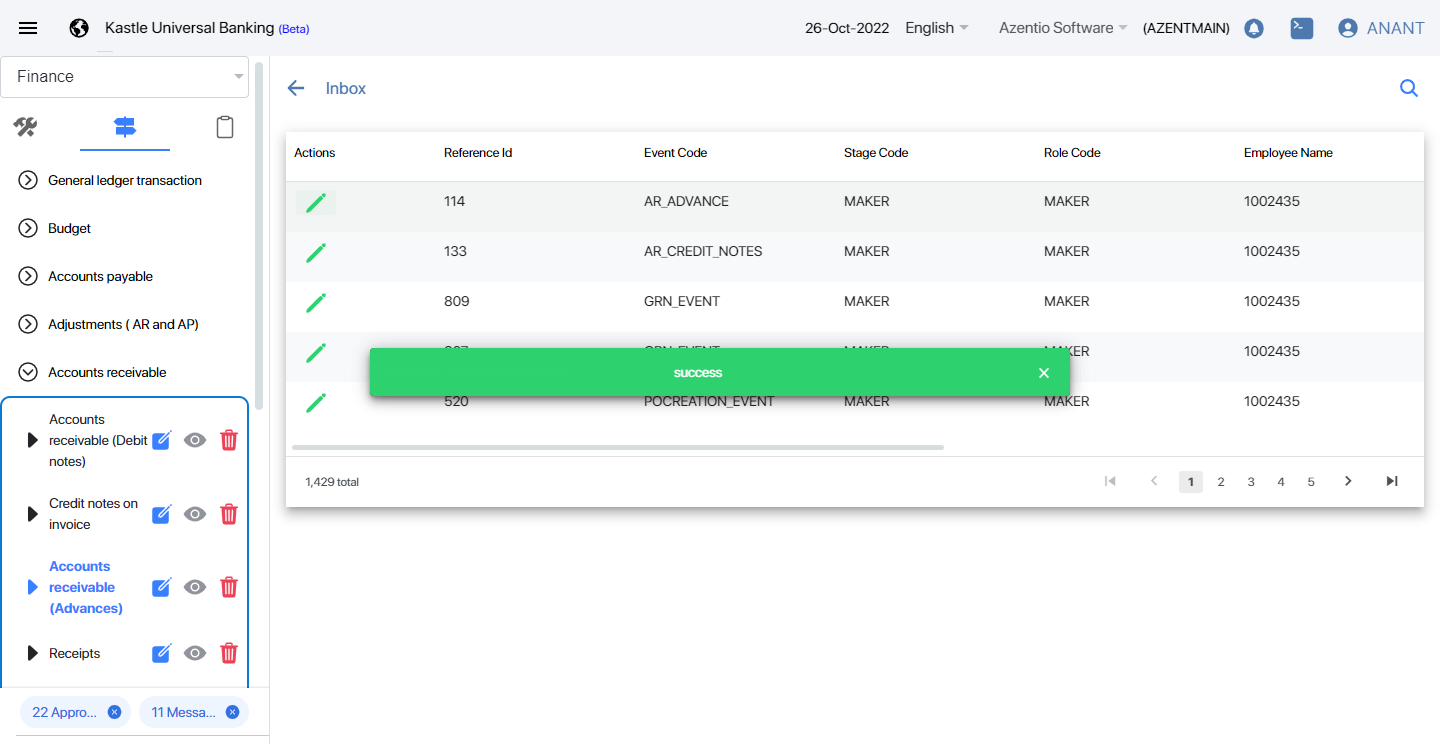 Kastle Universal Banking (Beta)
26-Oct-2022 English Azentio Software (AZENTMAIN) ANANT
Finance
General ledger transaction
Budget
Accounts payable
Adjustments ( AR and AP)
Accounts receivable
Accounts
receivable (Debit
notes)
Credit notes on
invoice
Accounts
receivable
(Advances)
Receipts
22 Appro... 11 Messa...
Inbox
Actions Reference Id Event Code Stage Code Role Code Employee Name
114 AR_ADVANCE MAKER MAKER 1002435
133 AR_CREDIT_NOTES MAKER MAKER 1002435
809 GRN_EVENT MAKER MAKER 1002435
GRN_EVENT MAKER MAKER 1002435
success
520 POCREATION_EVENT MAKER MAKER 1002435
1,429 total
1 2 3 4 5